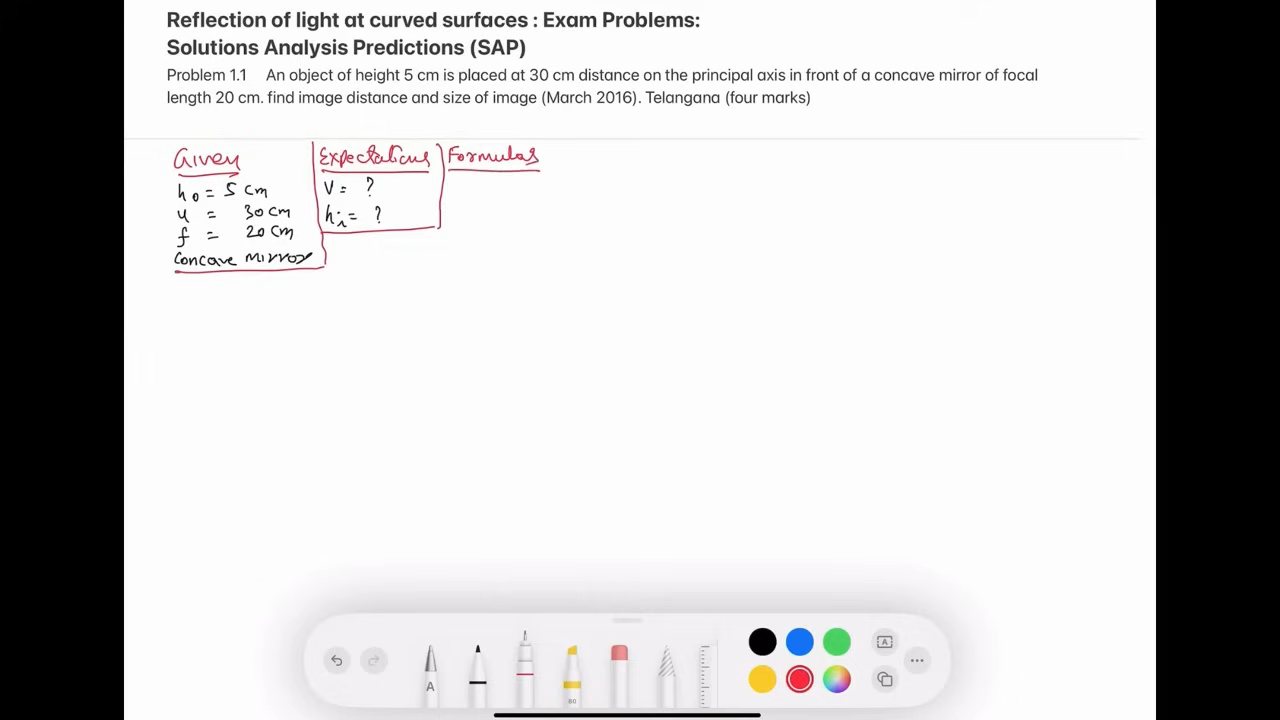 Reflection of light at curved surfaces : Exam Problems:
Solutions Analysis Predictions (SAP)
Problem 1.1 An object of height 5 cm is placed at 30 cm distance on the principal axis in front of a concave mirror of focal
length 20 cm. find image distance and size of image (March 2016). Telangana (four marks)
Given
h₀ = 5 cm
u = 30 cm
f = 20 cm
Concave mirror
Expectations
V = ?
hᵢ = ?
Formulas
A
80
A